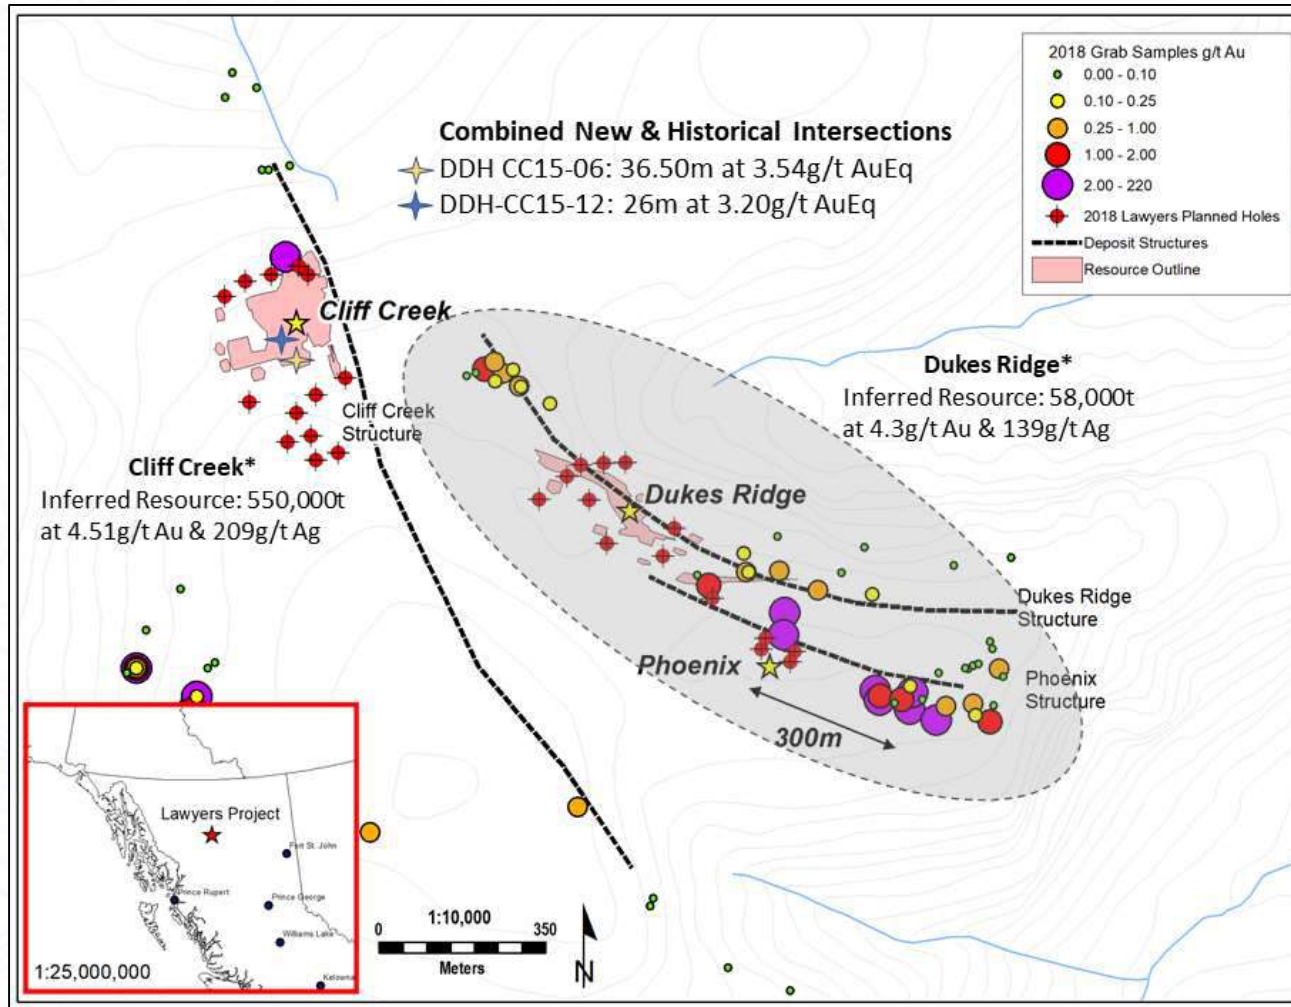 2018 Grab Samples g/t Au
0.00 - 0.10
0.10 - 0.25
0.25 - 1.00
1.00 - 2.00
2.00 - 220
2018 Lawyers Planned Holes
Deposit Structures
Resource Outline
Combined New & Historical Intersections
DDH CC15-06: 36.50m at 3.54g/t AuEq
DDH-CC15-12: 26m at 3.20g/t AuEq
Cliff Creek
Dukes Ridge*
Inferred Resource: 58,000t
at 4.3g/t Au & 139g/t Ag
Cliff Creek
Structure
Cliff Creek*
Inferred Resource: 550,000t
at 4.51g/t Au & 209g/t Ag
Dukes Ridge
Dukes Ridge
Structure
Phoenix
Phoenix
Structure
300m
Lawyers Project
Fort St. John
Prince Rupert
Prince George
Williams Lake
Kelowna
1:25,000,000
0
1:10,000
350
Meters
N